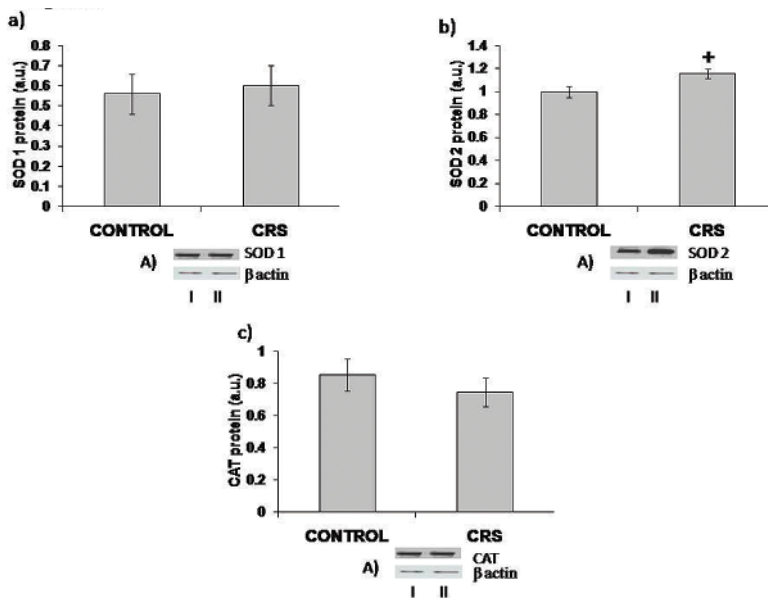 a)
SOD 1 protein (a.u.)
0.8
0.7
0.6
0.5
0.4
0.3
0.2
0.1
0
CONTROL CRS
A)
SOD 1
β actin
I II
b)
SOD 2 protein (a.u.)
1.4
1.2
1
0.8
0.6
0.4
0.2
0
+
CONTROL CRS
A)
SOD 2
β actin
I II
c)
CAT protein (a.u.)
1
0.8
0.6
0.4
0.2
0
CONTROL CRS
A)
CAT
β actin
I II